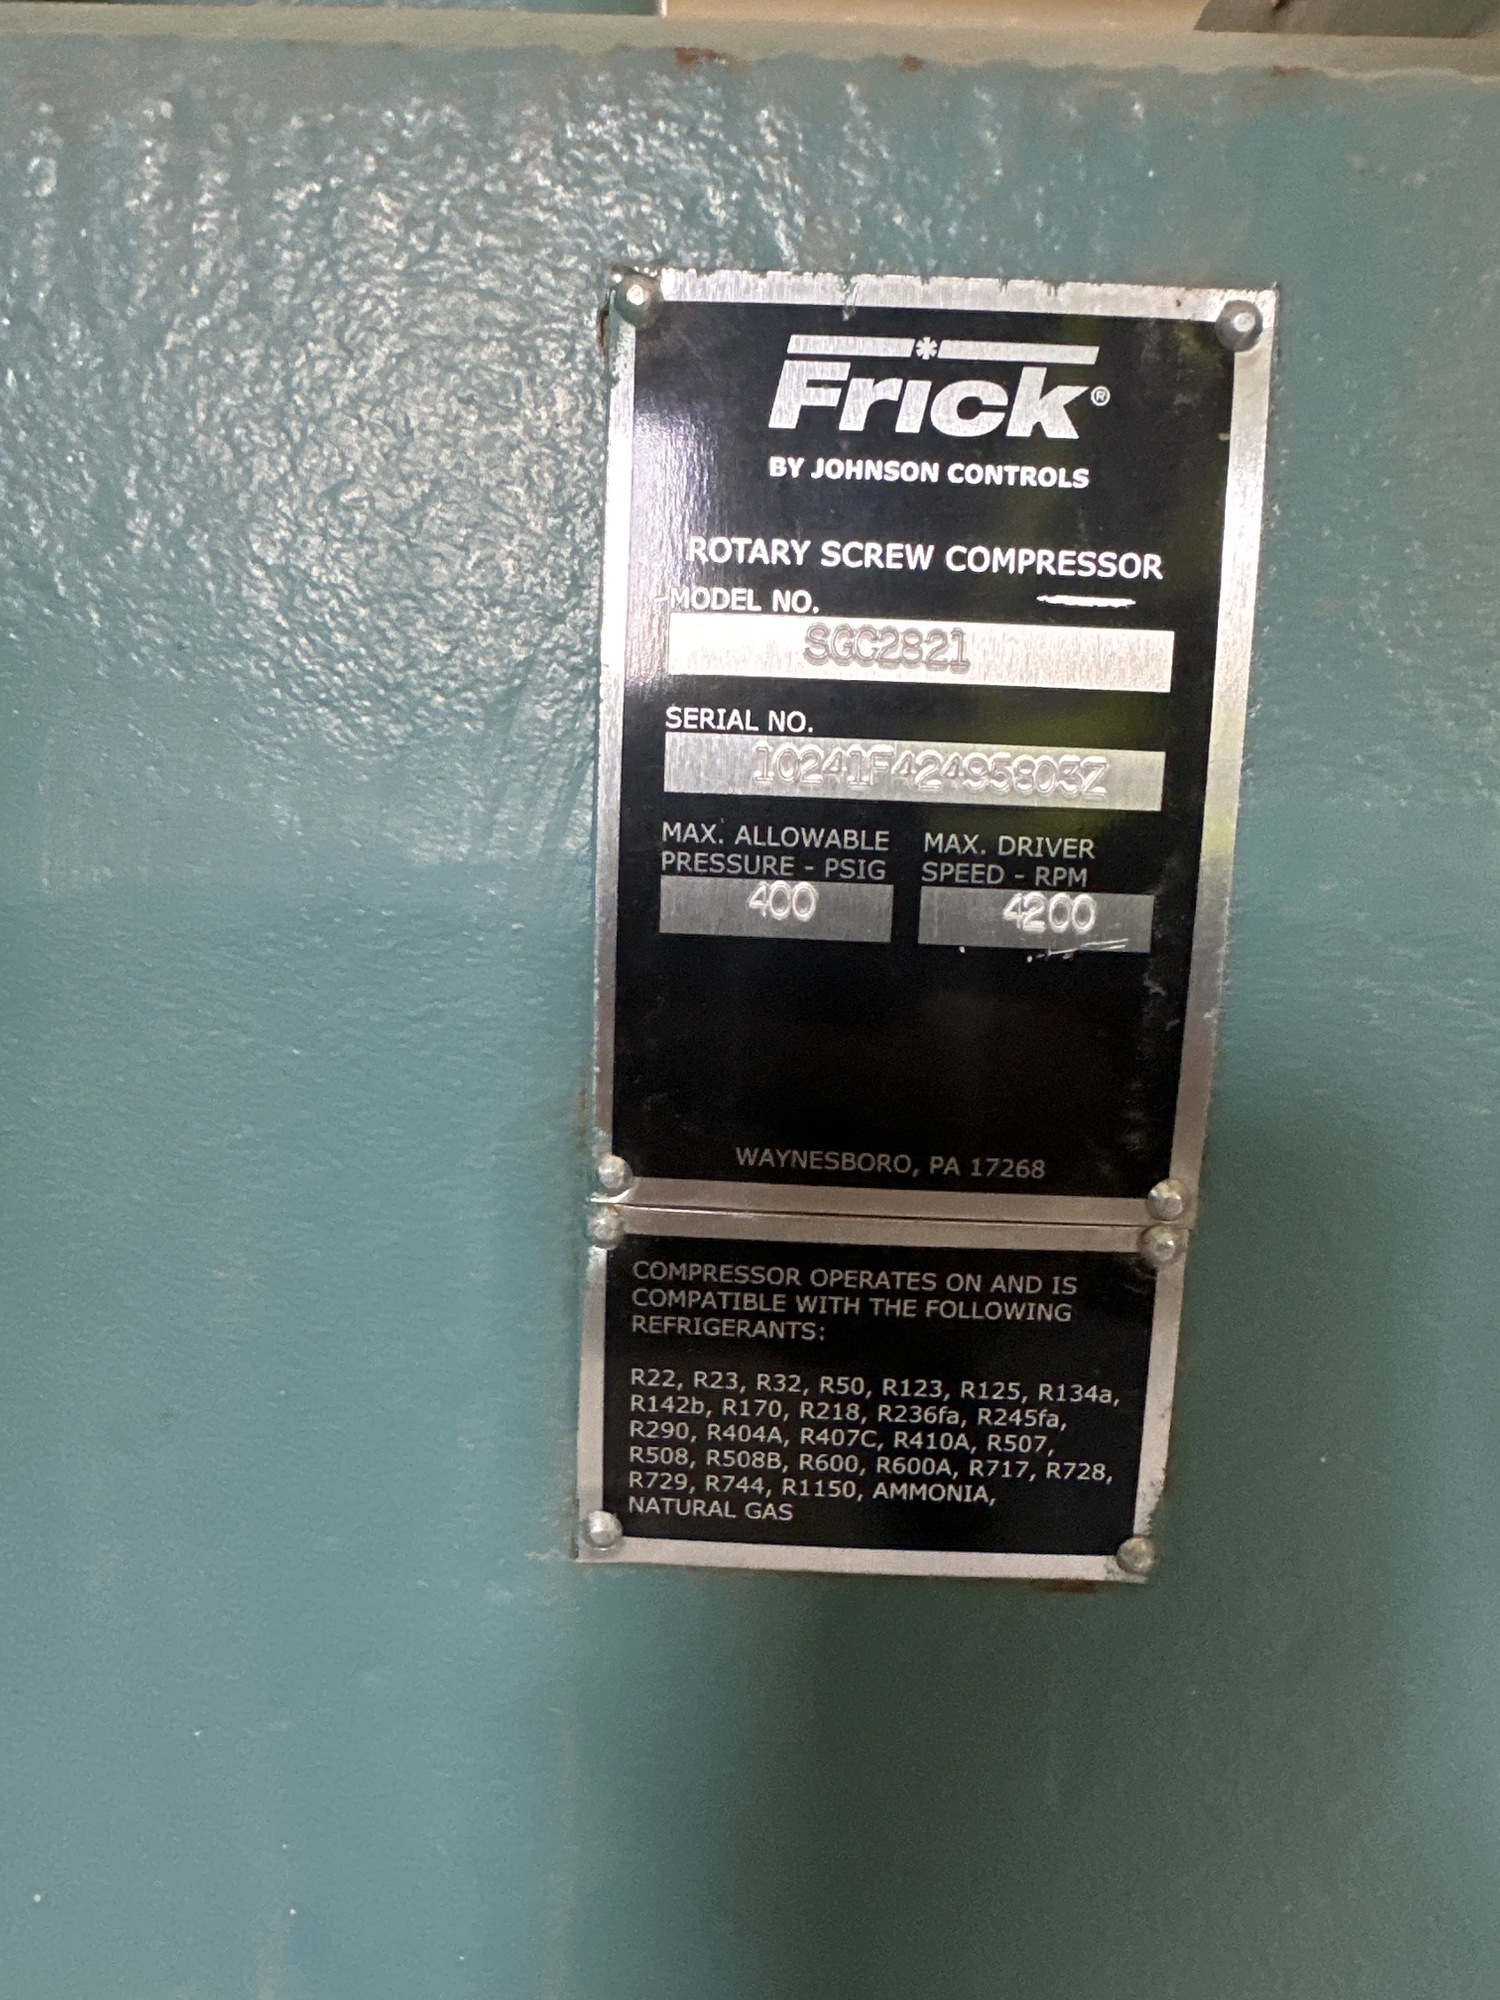 Frick®
BY JOHNSON CONTROLS
ROTARY SCREW COMPRESSOR
MODEL NO.
SGC2821
SERIAL NO.
10241F42495803Z
MAX. ALLOWABLE PRESSURE - PSIG
400
MAX. DRIVER SPEED - RPM
4200
WAYNESBORO, PA 17268
COMPRESSOR OPERATES ON AND IS
COMPATIBLE WITH THE FOLLOWING
REFRIGERANTS:
R22, R23, R32, R50, R123, R125, R134a,
R142b, R170, R218, R236fa, R245fa,
R290, R404A, R407C, R410A, R507,
R508, R508B, R600, R600A, R717, R728,
R729, R744, R1150, AMMONIA,
NATURAL GAS